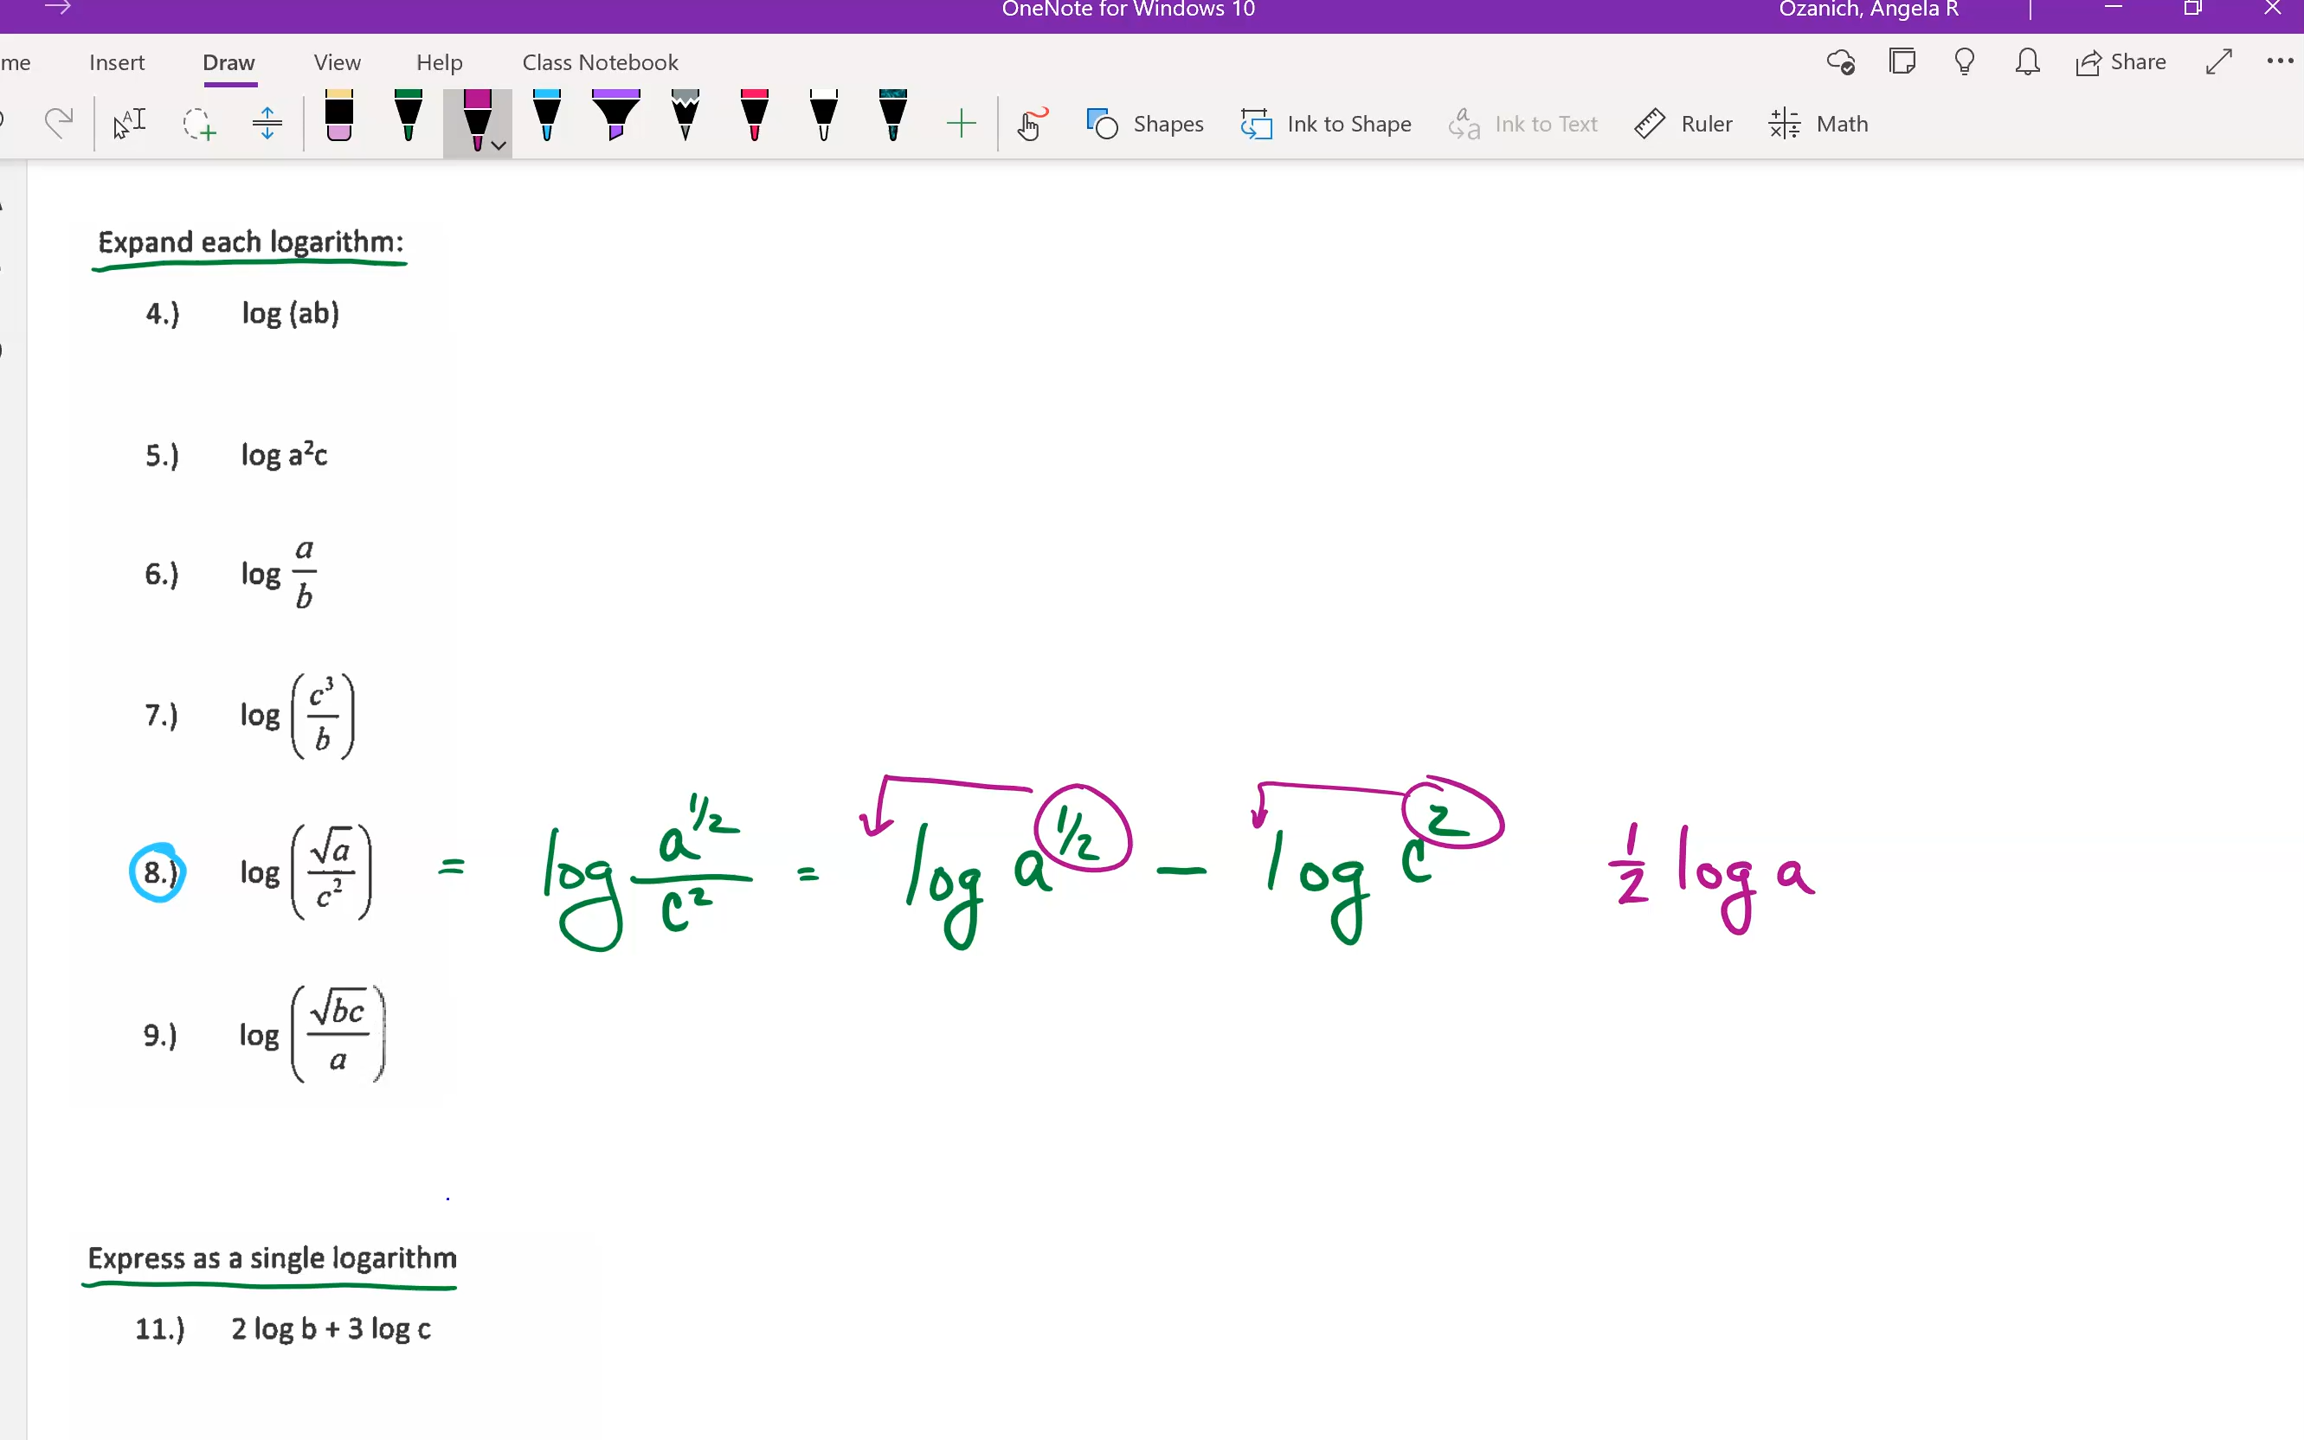 OneNote for Windows 10 Ozanich, Angela R
me Insert Draw View Help Class Notebook Share
Shapes Ink to Shape Ink to Text Ruler Math
Expand each logarithm:
4.) log (ab)
5.) log a²c
6.) log a/b
7.) log (c³/b)
8.) log (√a/c²) = log a^1/2/c² = log a^1/2 − log c² 1/2 log a
9.) log (√bc/a)
Express as a single logarithm
11.) 2 log b + 3 log c